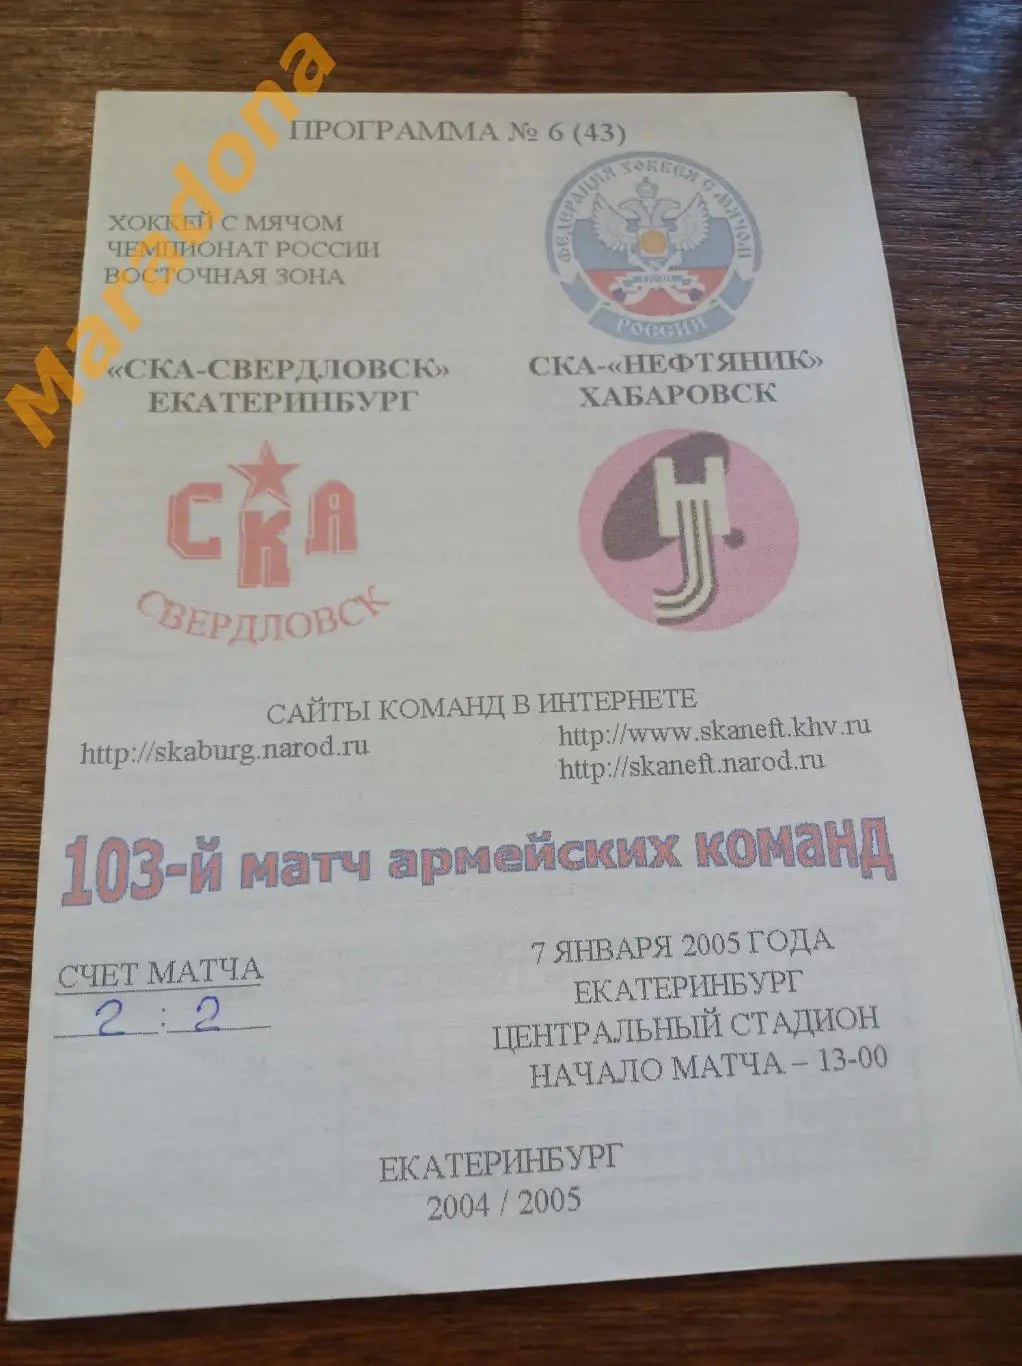 Maradona
ПРОГРАММА № 6 (43)
ХОККЕЙ С МЯЧОМ
ЧЕМПИОНАТ РОССИИ
ВОСТОЧНАЯ ЗОНА
ФЕДЕРАЦИЯ ХОККЕЯ С МЯЧОМ
РОССИИ
«СКА-СВЕРДЛОВСК»
ЕКАТЕРИНБУРГ
СКА-«НЕФТЯНИК»
ХАБАРОВСК
СКА
СВЕРДЛОВСК
САЙТЫ КОМАНД В ИНТЕРНЕТЕ
http://skaburg.narod.ru
http://www.skaneft.khv.ru
http://skaneft.narod.ru
103-й матч армейских команд
СЧЕТ МАТЧА
2 : 2
7 ЯНВАРЯ 2005 ГОДА
ЕКАТЕРИНБУРГ
ЦЕНТРАЛЬНЫЙ СТАДИОН
НАЧАЛО МАТЧА – 13-00
ЕКАТЕРИНБУРГ
2004 / 2005